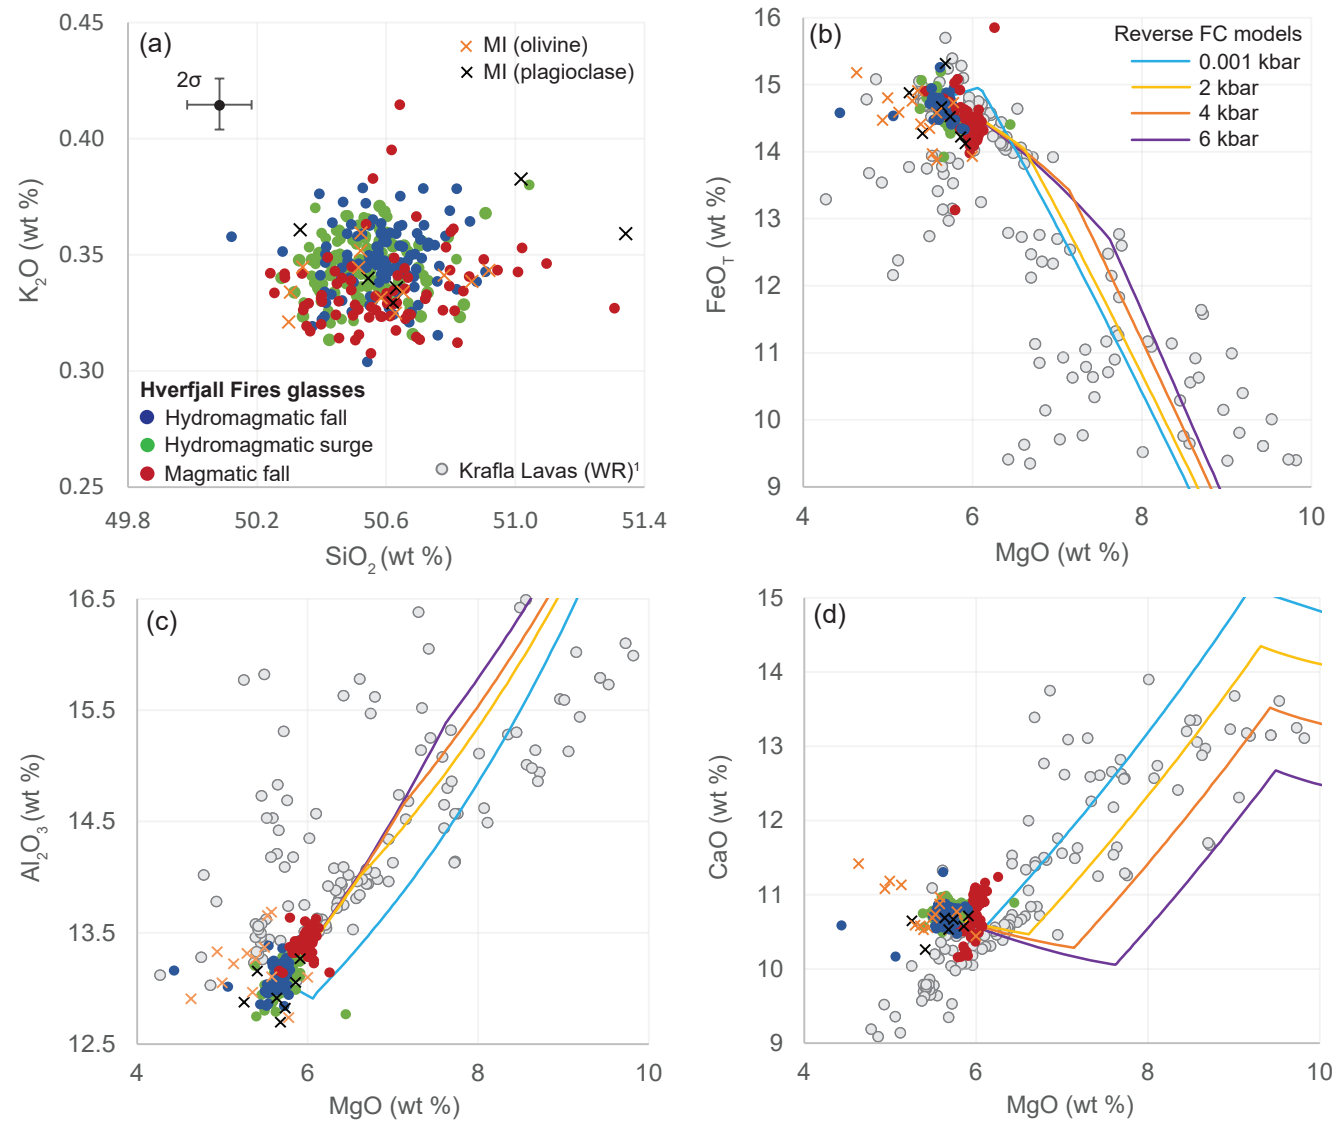 (a)
0.45
0.40
0.35
0.30
0.25
K2O (wt %)
2σ
MI (olivine)
MI (plagioclase)
Hverfjall Fires glasses
Hydromagmatic fall
Hydromagmatic surge
Magmatic fall
Krafla Lavas (WR)¹
49.8 50.2 50.6 51.0 51.4
SiO2 (wt %)
(b)
16
15
14
13
12
11
10
9
FeOT (wt %)
Reverse FC models
0.001 kbar
2 kbar
4 kbar
6 kbar
4 6 8 10
MgO (wt %)
(c)
16.5
15.5
14.5
13.5
12.5
Al2O3 (wt %)
4 6 8 10
MgO (wt %)
(d)
15
14
13
12
11
10
9
CaO (wt %)
4 6 8 10
MgO (wt %)